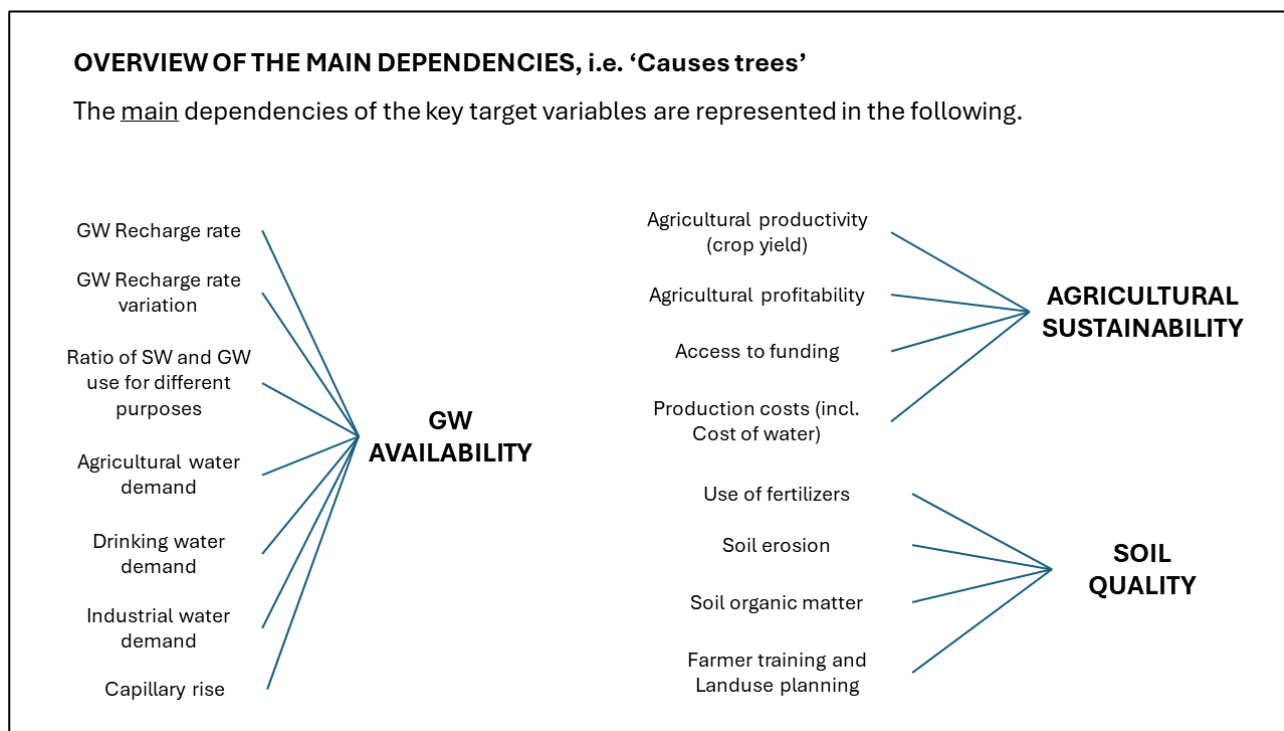 OVERVIEW OF THE MAIN DEPENDENCIES, i.e. ‘Causes trees’
The main dependencies of the key target variables are represented in the following.
GW Recharge rate
GW Recharge rate
variation
Ratio of SW and GW
use for different
purposes
Agricultural water
demand
Drinking water
demand
Industrial water
demand
Capillary rise
GW
AVAILABILITY
Agricultural productivity
(crop yield)
Agricultural profitability
Access to funding
Production costs (incl.
Cost of water)
AGRICULTURAL
SUSTAINABILITY
Use of fertilizers
Soil erosion
Soil organic matter
Farmer training and
Landuse planning
SOIL
QUALITY